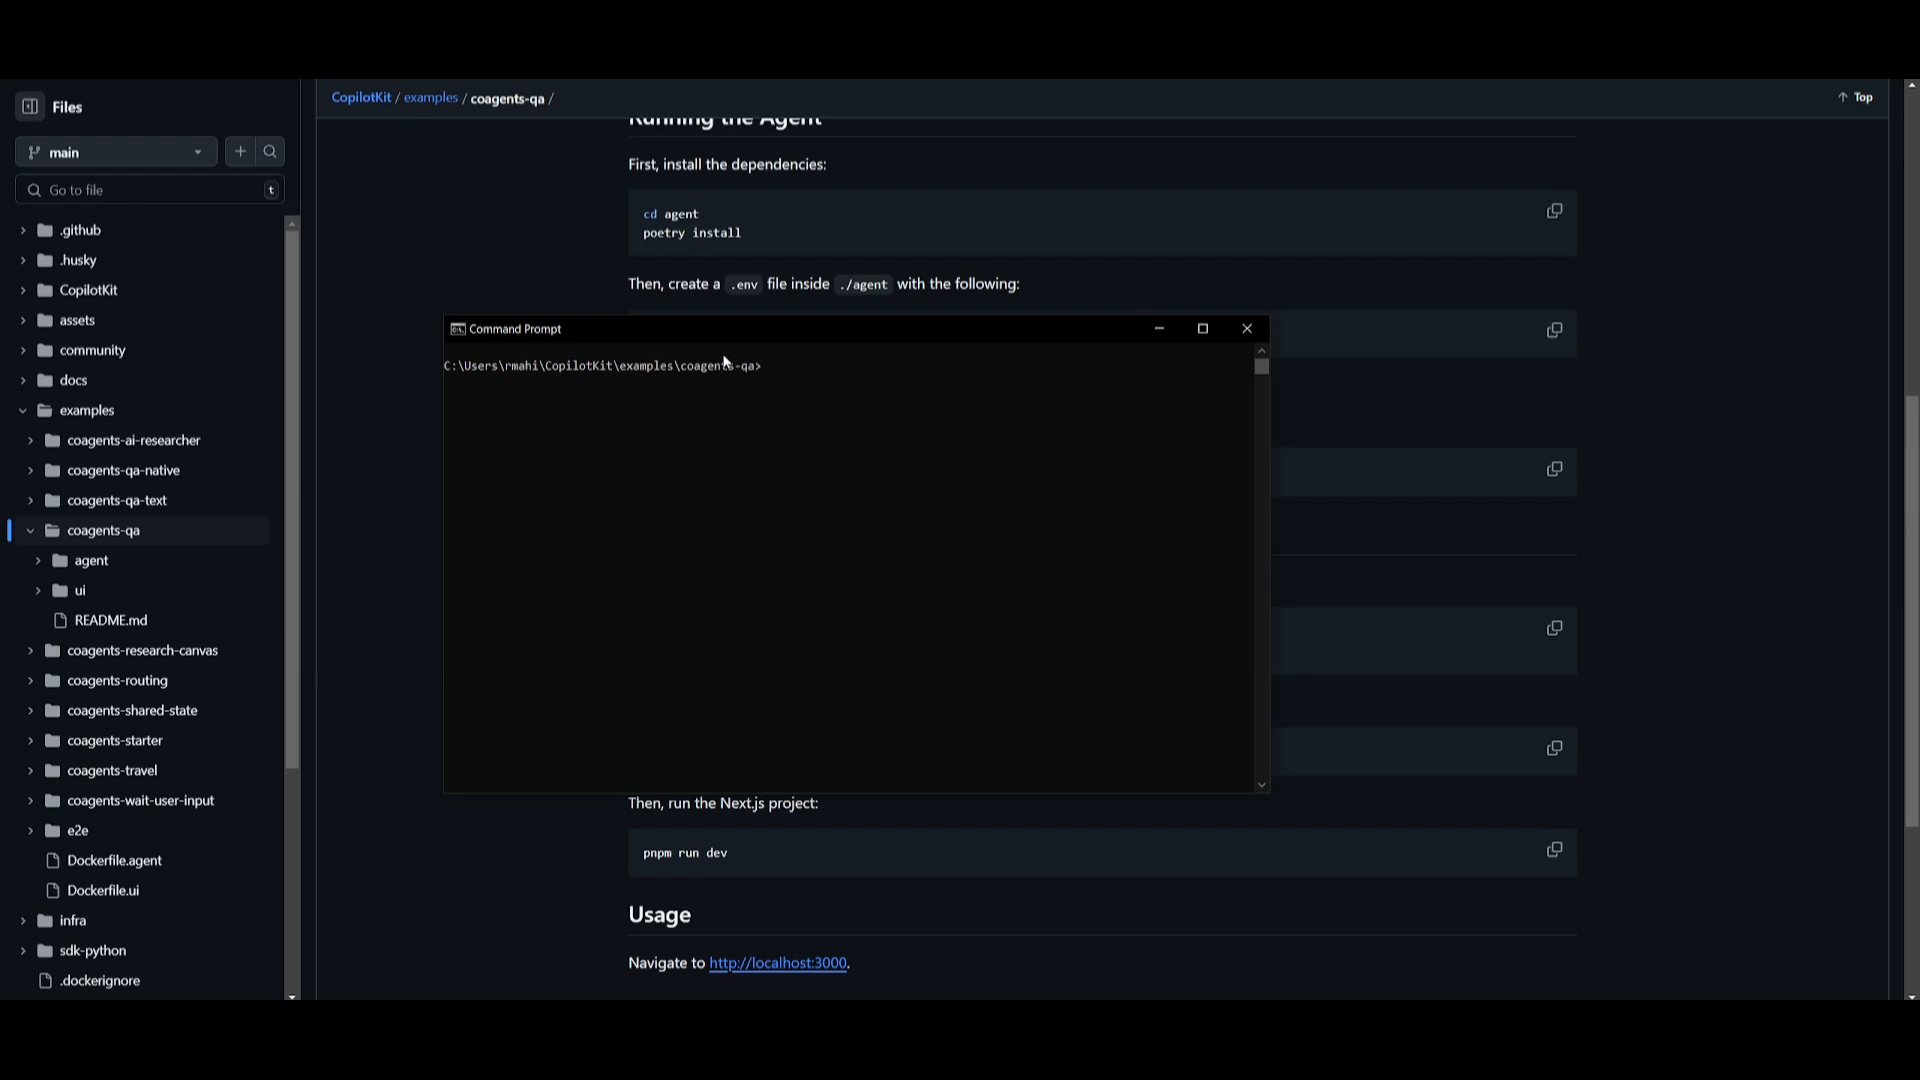 Files
main
Go to file
t
.github
.husky
CopilotKit
assets
community
docs
examples
coagents-ai-researcher
coagents-qa-native
coagents-qa-text
coagents-qa
agent
ui
README.md
coagents-research-canvas
coagents-routing
coagents-shared-state
coagents-starter
coagents-travel
coagents-wait-user-input
e2e
Dockerfile.agent
Dockerfile.ui
infra
sdk-python
.dockerignore
CopilotKit / examples / coagents-qa /
Top
Running the Agent
First, install the dependencies:
cd agent
poetry install
Then, create a .env file inside ./agent with the following:
Command Prompt
C:\Users\rmahi\CopilotKit\examples\coagents-qa>
Then, run the Next.js project:
pnpm run dev
Usage
Navigate to http://localhost:3000.